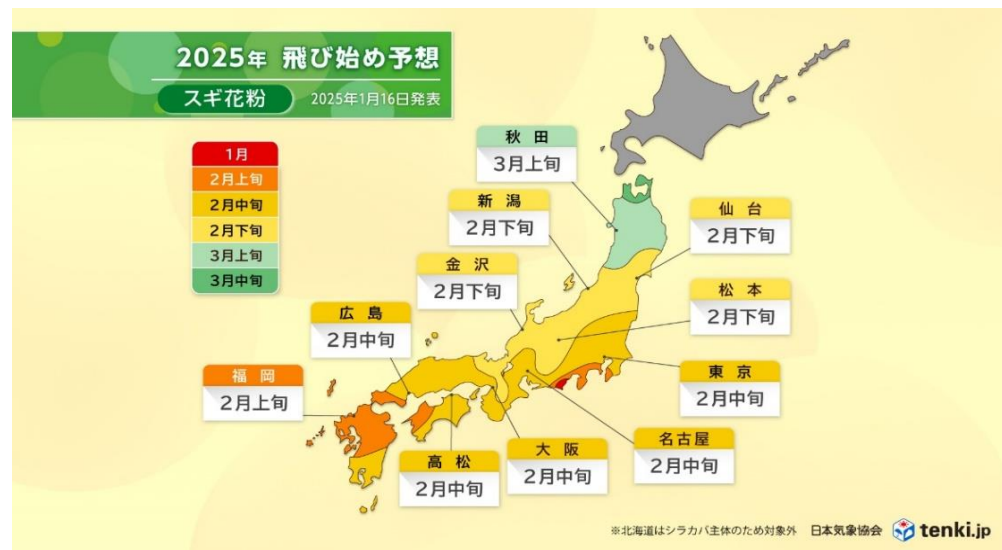 2025年 飛び始め予想
スギ花粉 2025年1月16日発表
1月
2月上旬
2月中旬
2月下旬
3月上旬
3月中旬
秋田
3月上旬
新潟
2月下旬
仙台
2月下旬
金沢
2月下旬
松本
2月下旬
広島
2月中旬
東京
2月中旬
福岡
2月上旬
名古屋
2月中旬
大阪
2月中旬
高松
2月中旬
※北海道はシラカバ主体のため対象外 日本気象協会 tenki.jp